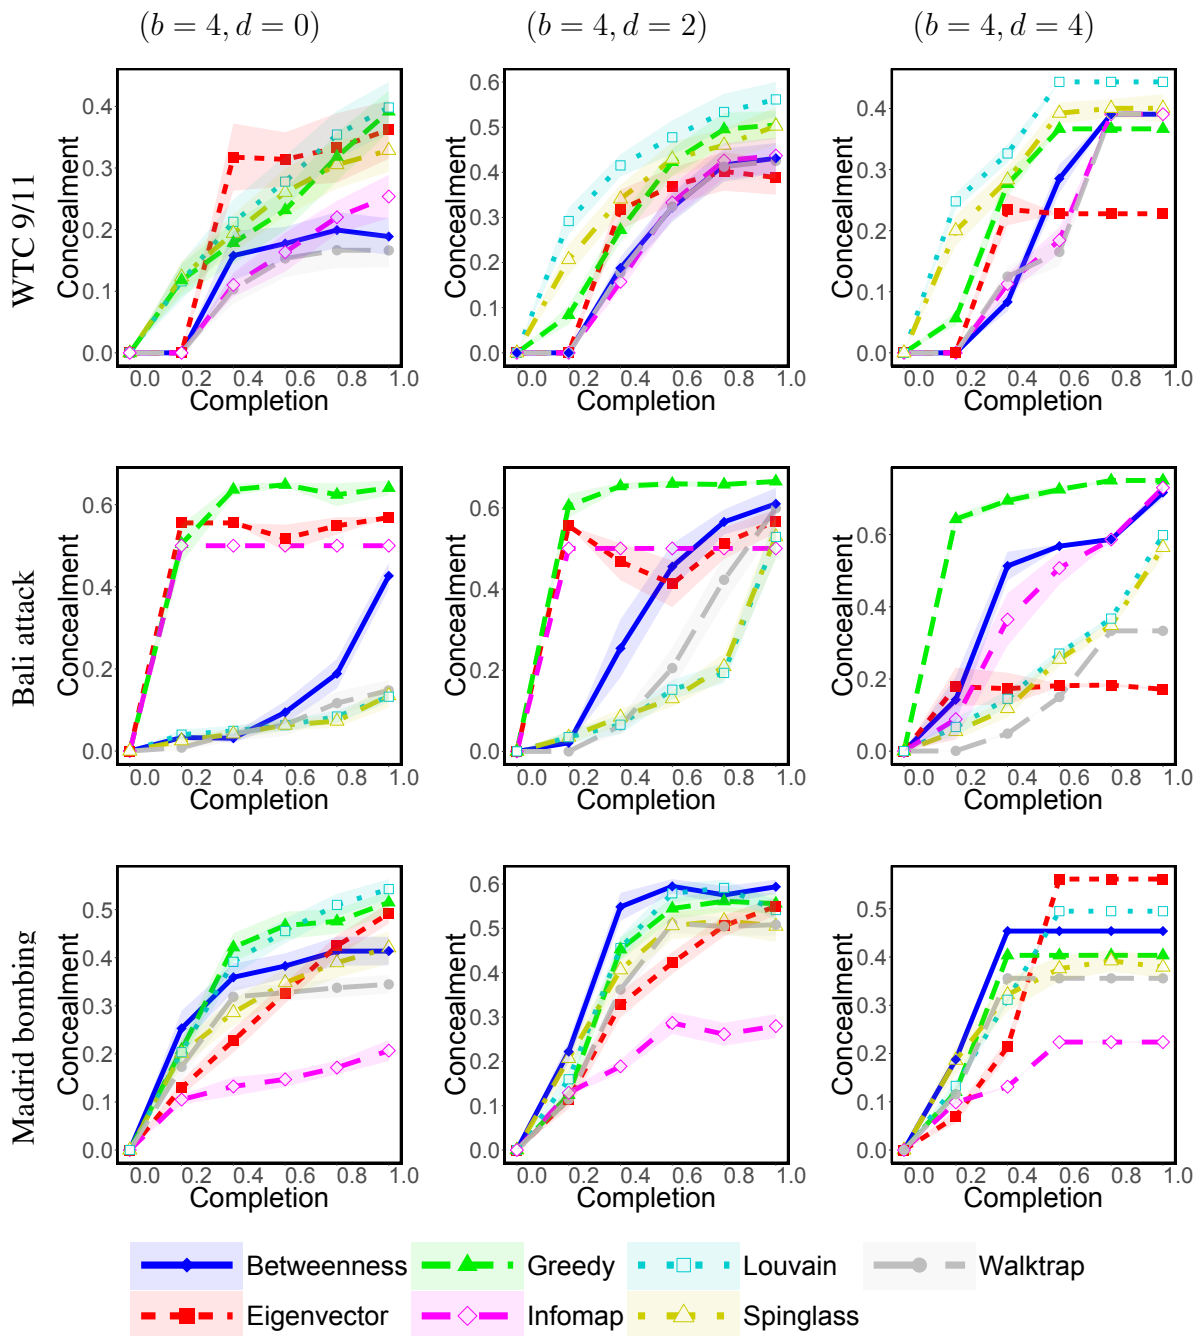 (b = 4, d = 0) (b = 4, d = 2) (b = 4, d = 4)
WTC 9/11
Concealment
0.4
0.3
0.2
0.1
0.0
0.0 0.2 0.4 0.6 0.8 1.0
Completion
Concealment
0.6
0.5
0.4
0.3
0.2
0.1
0.0
0.0 0.2 0.4 0.6 0.8 1.0
Completion
Concealment
0.4
0.3
0.2
0.1
0.0
0.0 0.2 0.4 0.6 0.8 1.0
Completion
Bali attack
Concealment
0.6
0.4
0.2
0.0
0.0 0.2 0.4 0.6 0.8 1.0
Completion
Concealment
0.6
0.4
0.2
0.0
0.0 0.2 0.4 0.6 0.8 1.0
Completion
Concealment
0.6
0.4
0.2
0.0
0.0 0.2 0.4 0.6 0.8 1.0
Completion
Madrid bombing
Concealment
0.5
0.4
0.3
0.2
0.1
0.0
0.0 0.2 0.4 0.6 0.8 1.0
Completion
Concealment
0.6
0.5
0.4
0.3
0.2
0.1
0.0
0.0 0.2 0.4 0.6 0.8 1.0
Completion
Concealment
0.5
0.4
0.3
0.2
0.1
0.0
0.0 0.2 0.4 0.6 0.8 1.0
Completion
Betweenness Greedy Louvain Walktrap
Eigenvector Infomap Spinglass